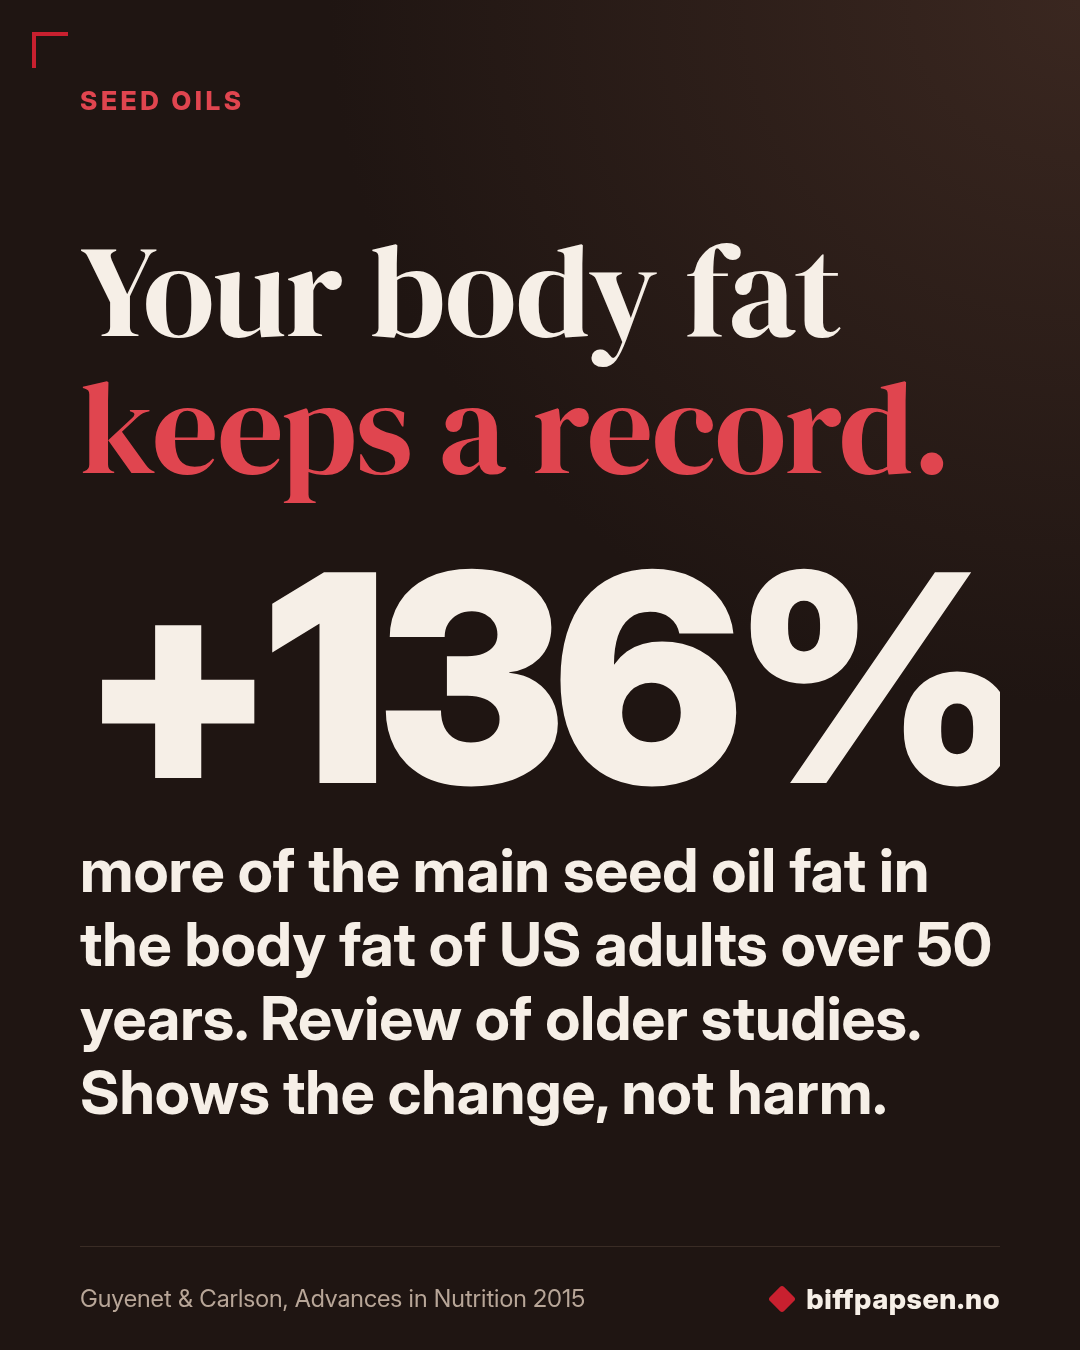 SEED OILS
Your body fat
keeps a record.
+136%
more of the main seed oil fat in
the body fat of US adults over 50
years. Review of older studies.
Shows the change, not harm.
Guyenet & Carlson, Advances in Nutrition 2015
biffpapsen.no